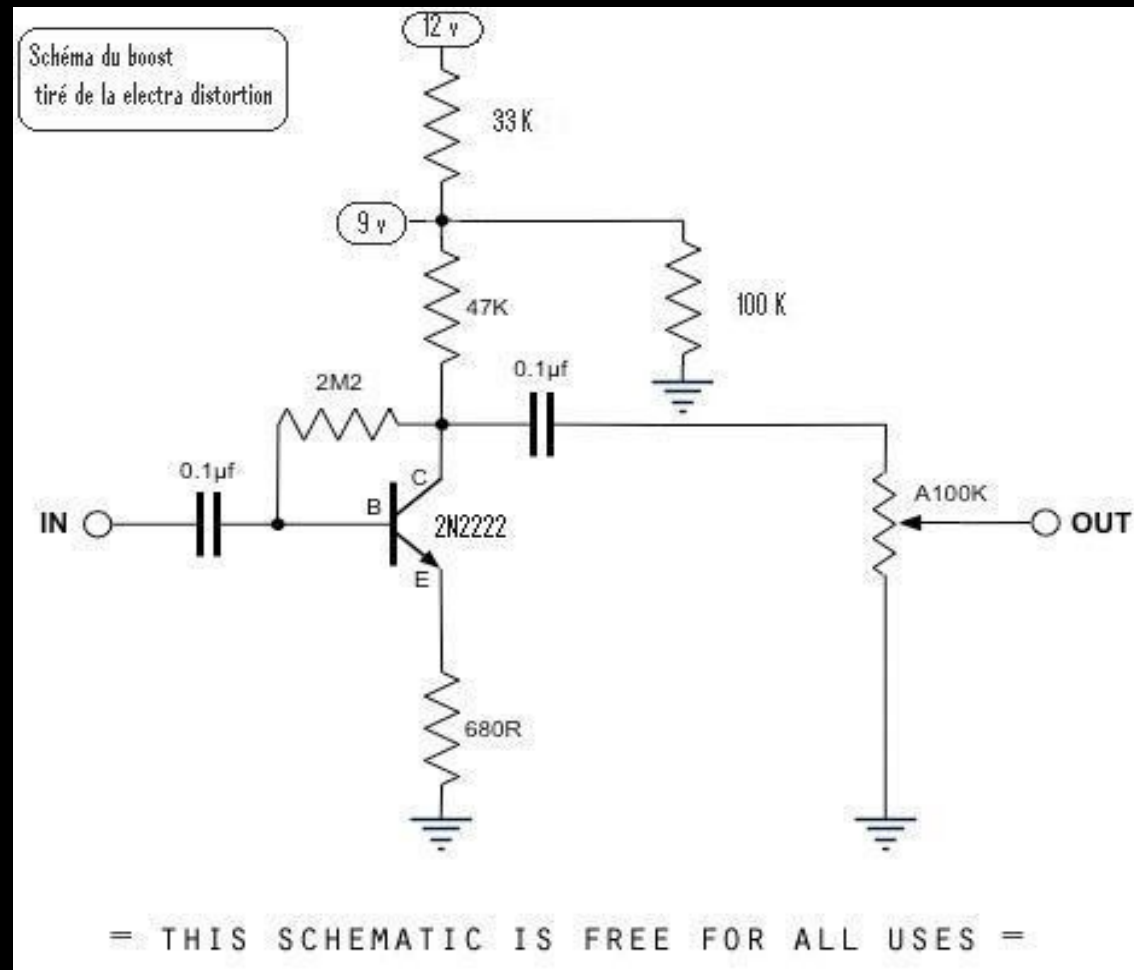 12 v
Schéma du boost
tiré de la electra distortion
33 K
9 v
47K
100 K
2M2
0.1µf
0.1µf
C
B
2N2222
E
IN
A100K
OUT
680R
= THIS SCHEMATIC IS FREE FOR ALL USES =